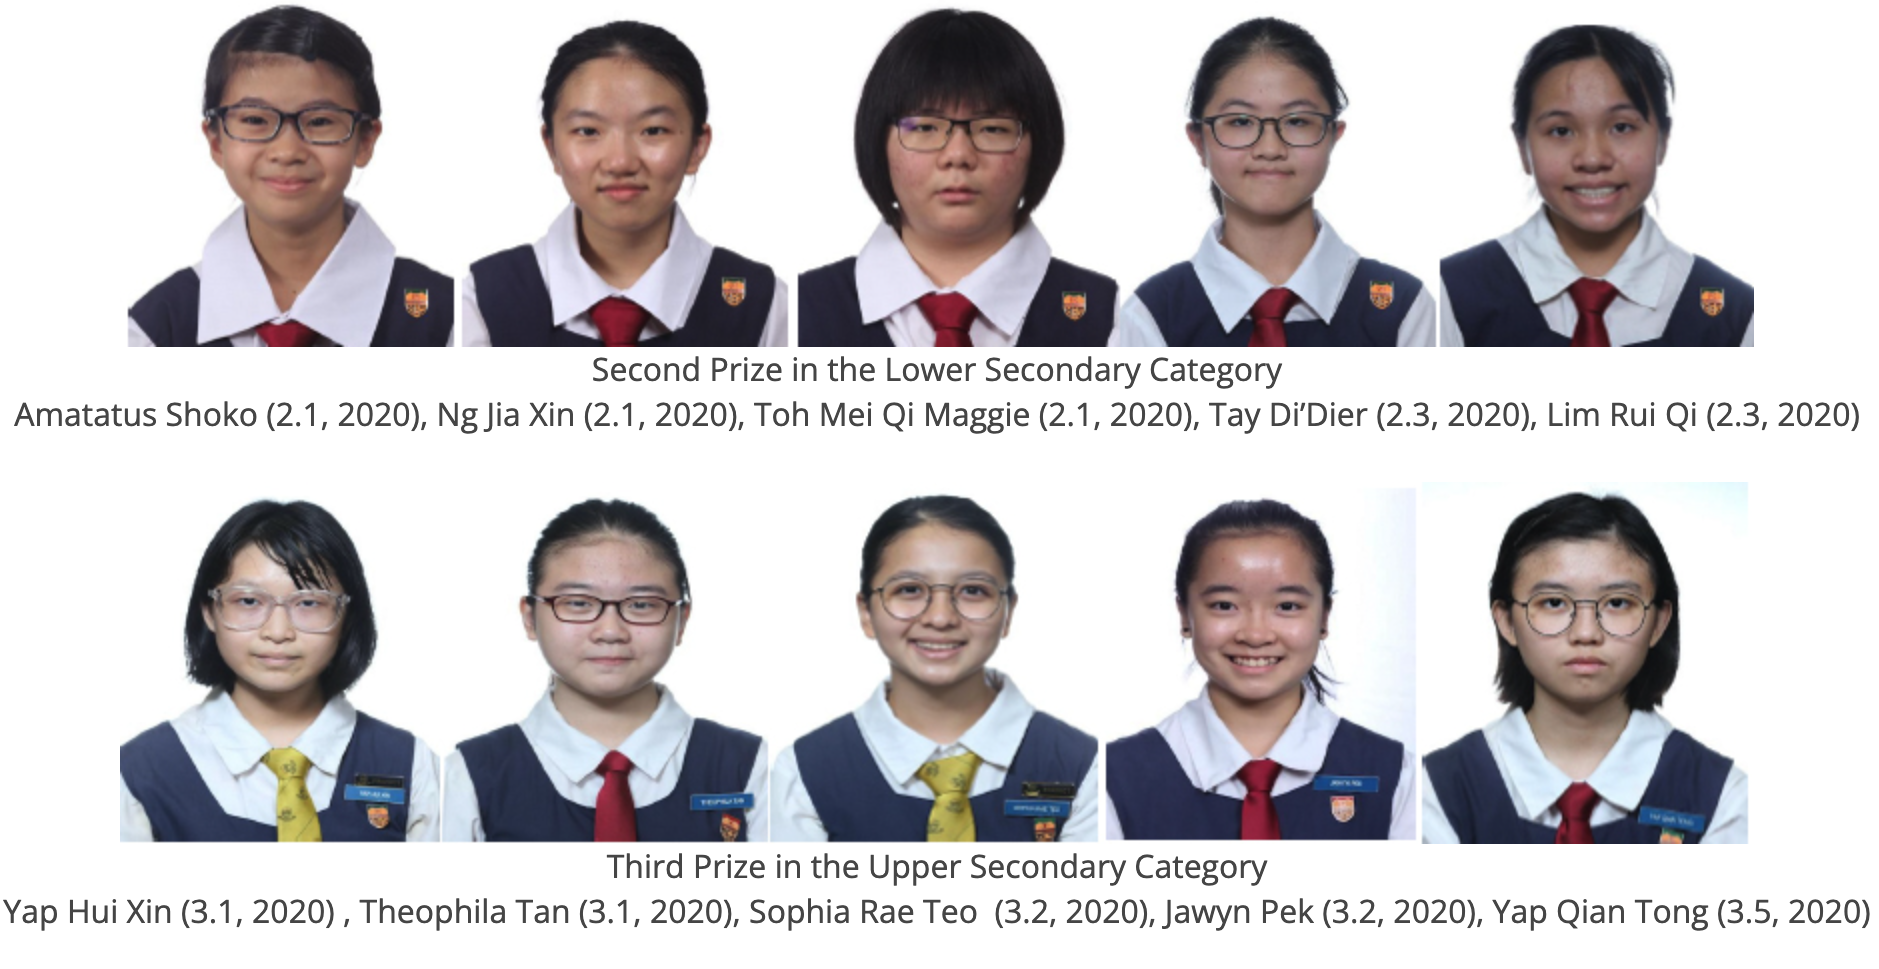 Second Prize in the Lower Secondary Category
Amatatus Shoko (2.1, 2020), Ng Jia Xin (2.1, 2020), Toh Mei Qi Maggie (2.1, 2020), Tay Di’Dier (2.3, 2020), Lim Rui Qi (2.3, 2020)
THEOPHILA TAN
Third Prize in the Upper Secondary Category
Yap Hui Xin (3.1, 2020) , Theophila Tan (3.1, 2020), Sophia Rae Teo (3.2, 2020), Jawyn Pek (3.2, 2020), Yap Qian Tong (3.5, 2020)